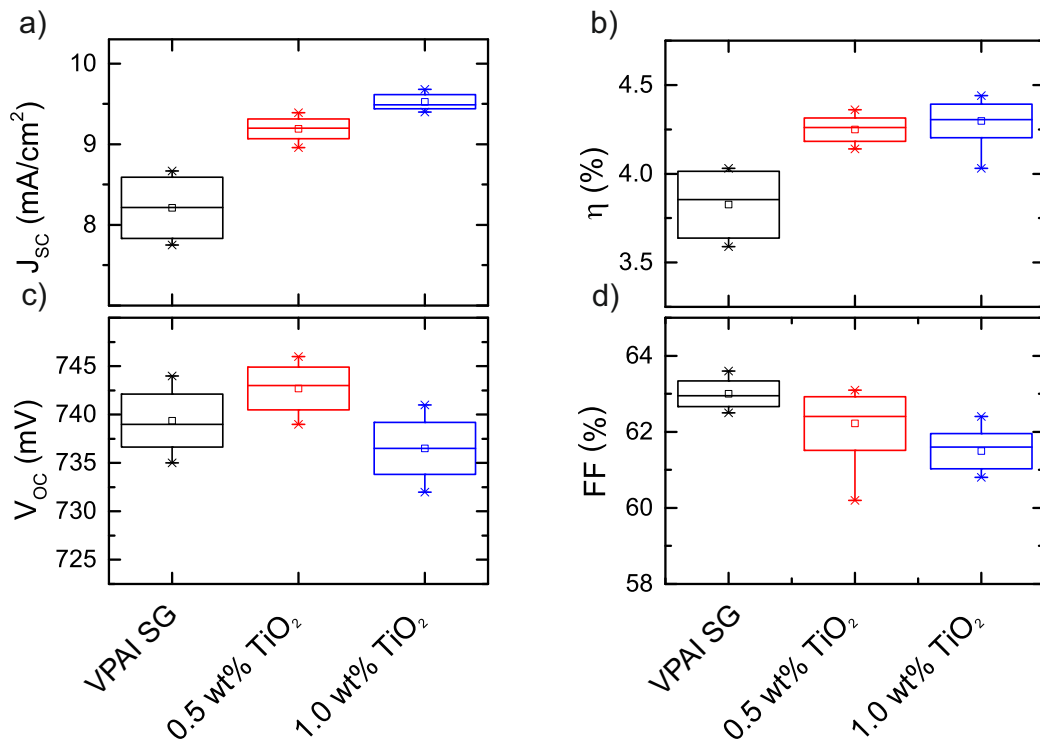 a)
10
9
8
J_SC (mA/cm²)
b)
4.5
4.0
3.5
η (%)
c)
745
740
735
730
725
V_OC (mV)
d)
64
62
60
58
FF (%)
VPAI SG
0.5 wt% TiO₂
1.0 wt% TiO₂
VPAI SG
0.5 wt% TiO₂
1.0 wt% TiO₂